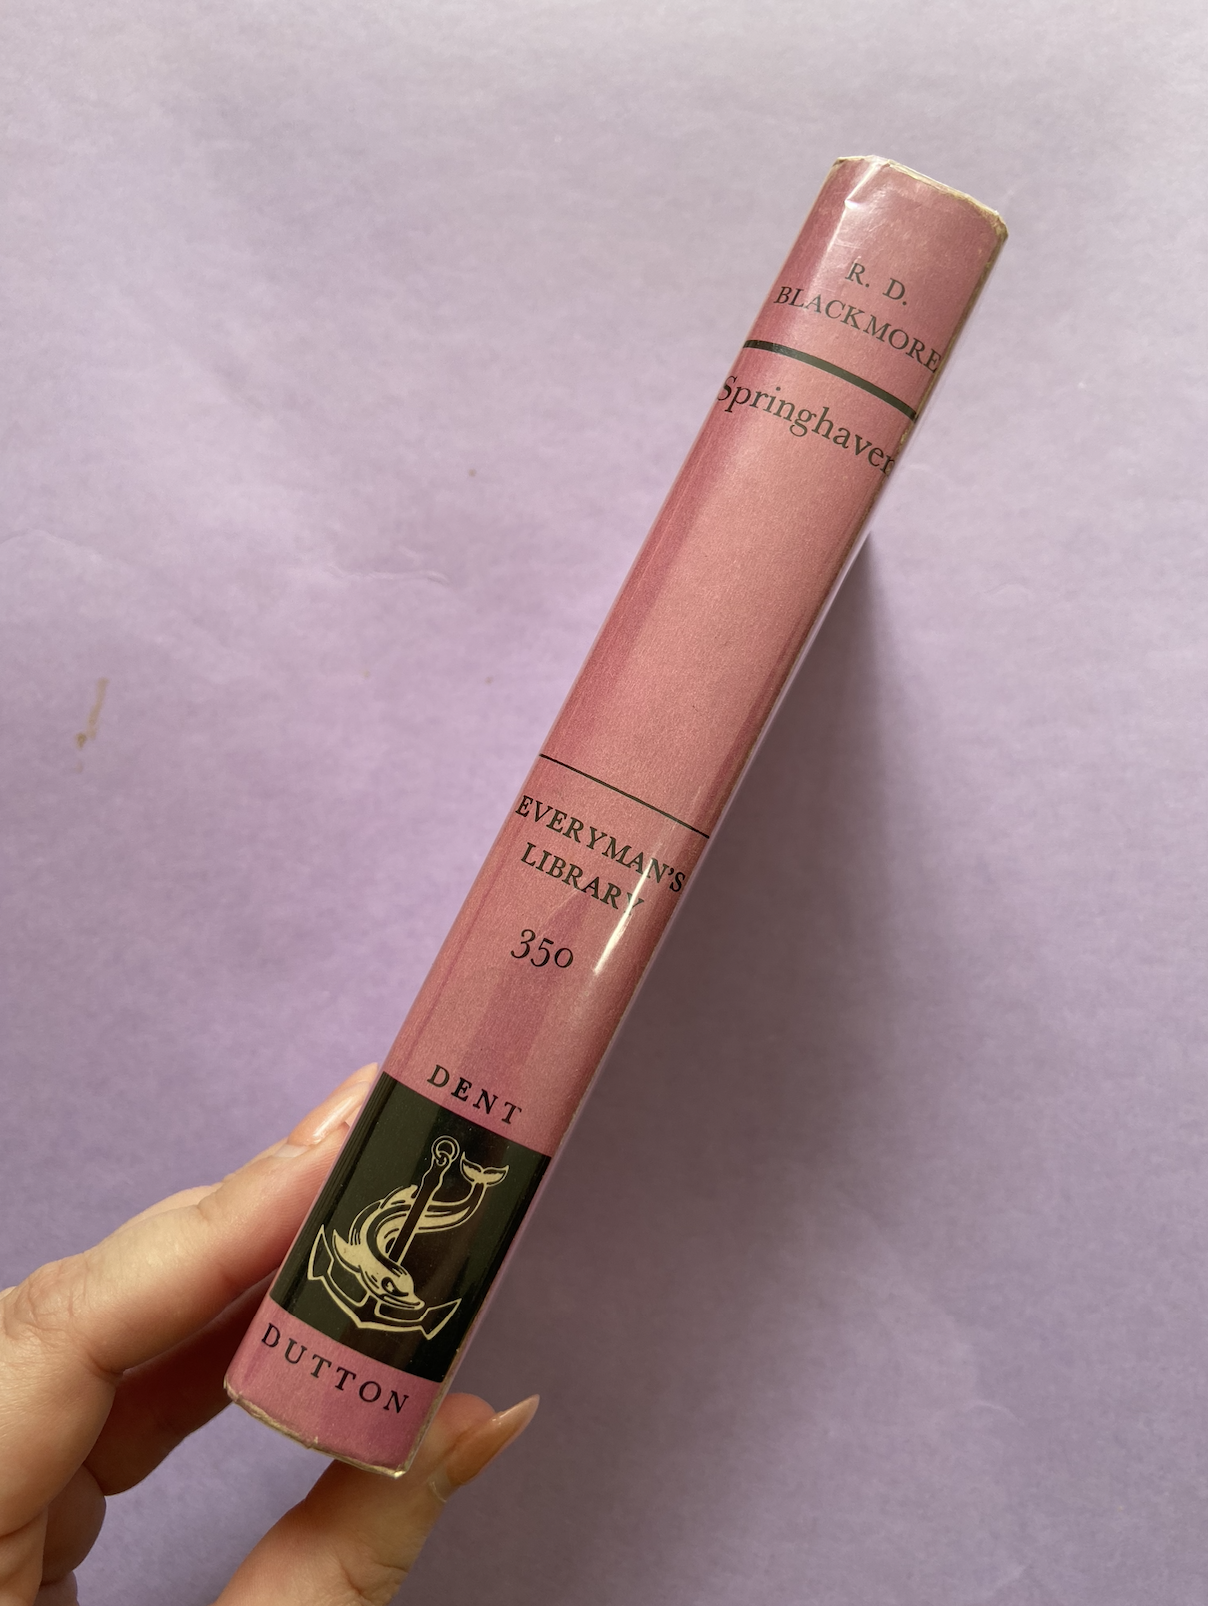 R. D.
BLACKMORE
Springhaven
EVERYMAN'S
LIBRARY
350
DENT
DUTTON